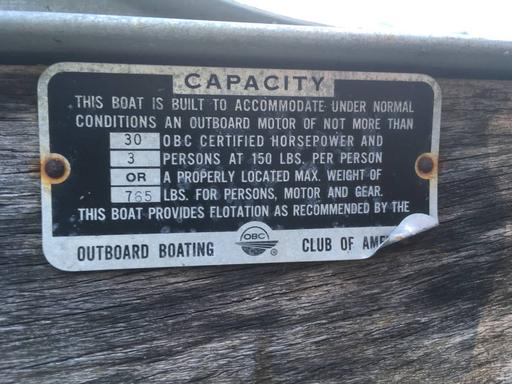 CAPACITY
THIS BOAT IS BUILT TO ACCOMMODATE UNDER NORMAL
CONDITIONS AN OUTBOARD MOTOR OF NOT MORE THAN
30 OBC CERTIFIED HORSEPOWER AND
3 PERSONS AT 150 LBS. PER PERSON
OR A PROPERLY LOCATED MAX. WEIGHT OF
765 LBS. FOR PERSONS, MOTOR AND GEAR.
THIS BOAT PROVIDES FLOTATION AS RECOMMENDED BY THE
OUTBOARD BOATING OBC ® CLUB OF